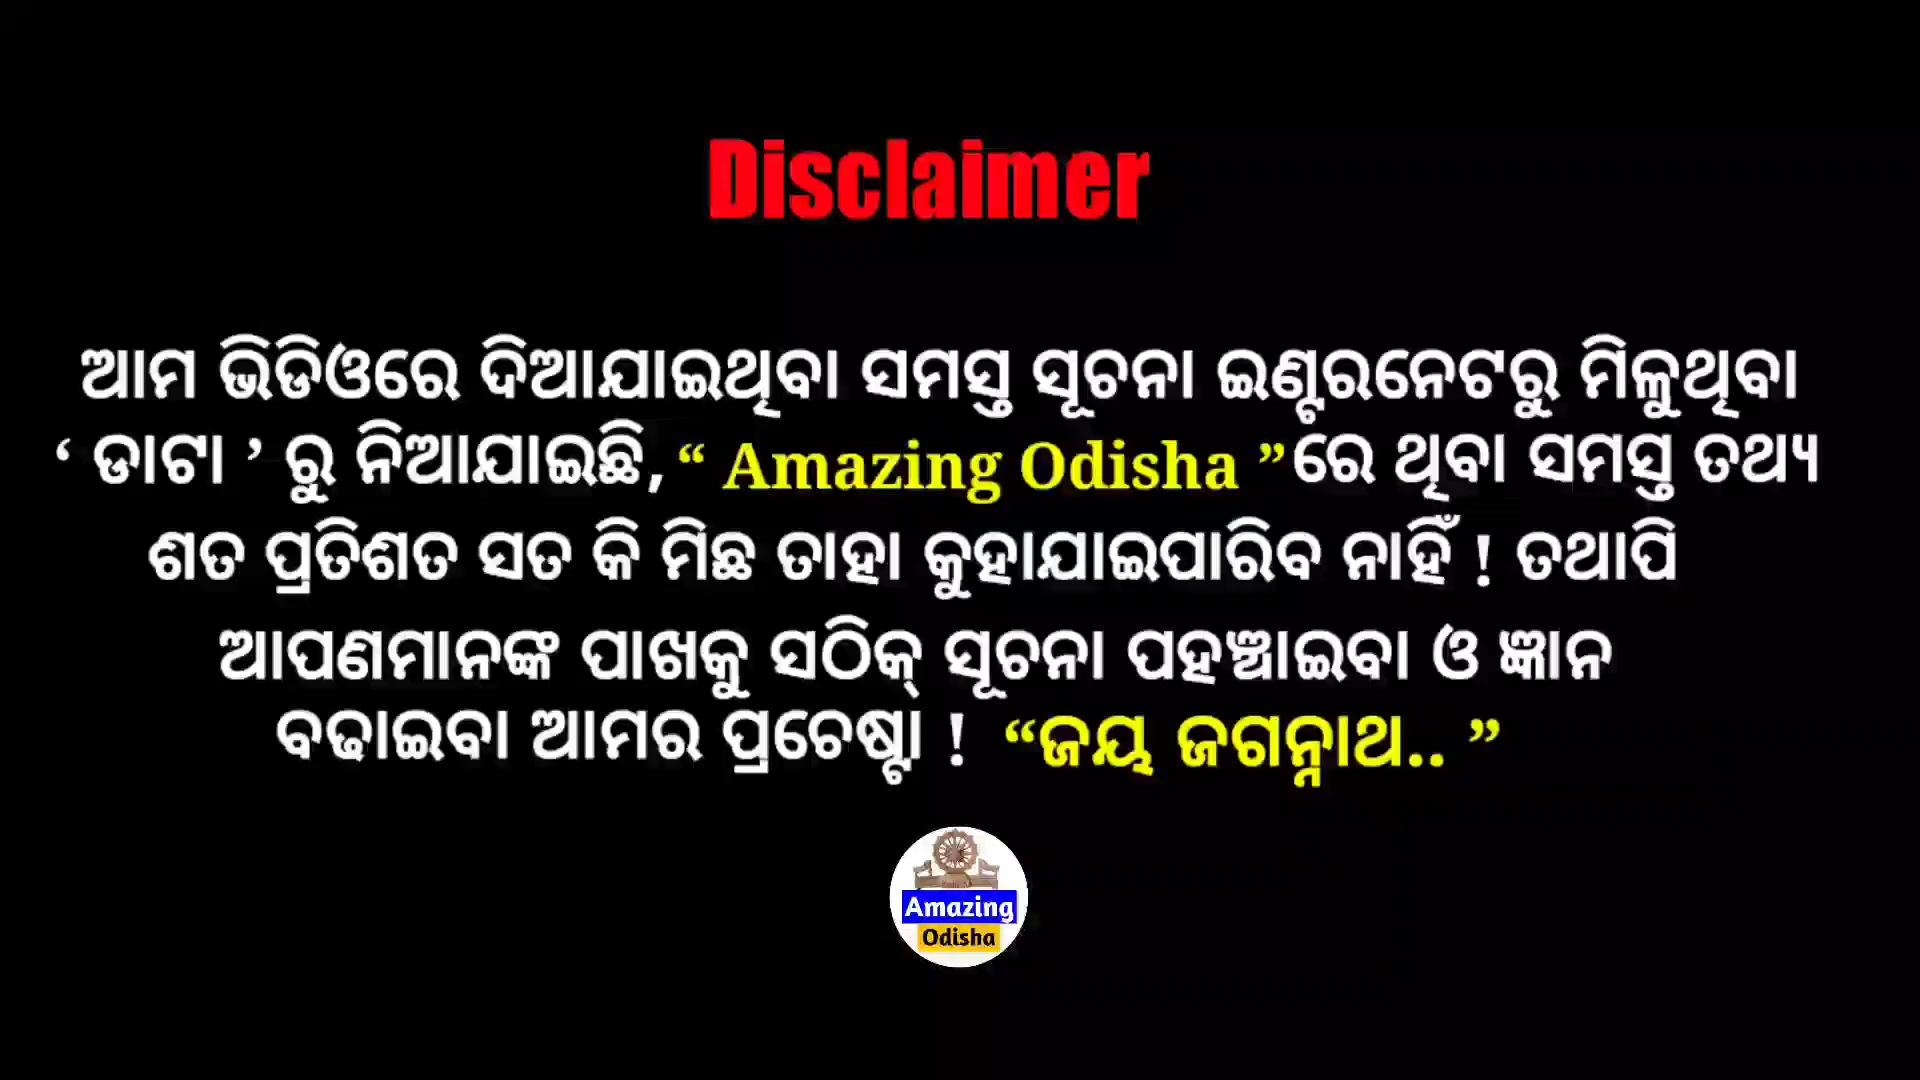 Disclaimer
ଆମ ଭିଡିଓରେ ଦିଆଯାଇଥିବା ସମସ୍ତ ସୂଚନା ଇଣ୍ଟରନେଟରୁ ମିଳୁଥିବା
‘ ଡାଟା ’ ରୁ ନିଆଯାଇଛି, “ Amazing Odisha ” ରେ ଥିବା ସମସ୍ତ ତଥ୍ୟ
ଶତ ପ୍ରତିଶତ ସତ କି ମିଛ ତାହା କୁହାଯାଇପାରିବ ନାହିଁ ! ତଥାପି
ଆପଣମାନଙ୍କ ପାଖକୁ ସଠିକ୍ ସୂଚନା ପହଞ୍ଚାଇବା ଓ ଜ୍ଞାନ
ବଢାଇବା ଆମର ପ୍ରଚେଷ୍ଟା ! “ଜୟ ଜଗନ୍ନାଥ.. ”
Amazing
Odisha